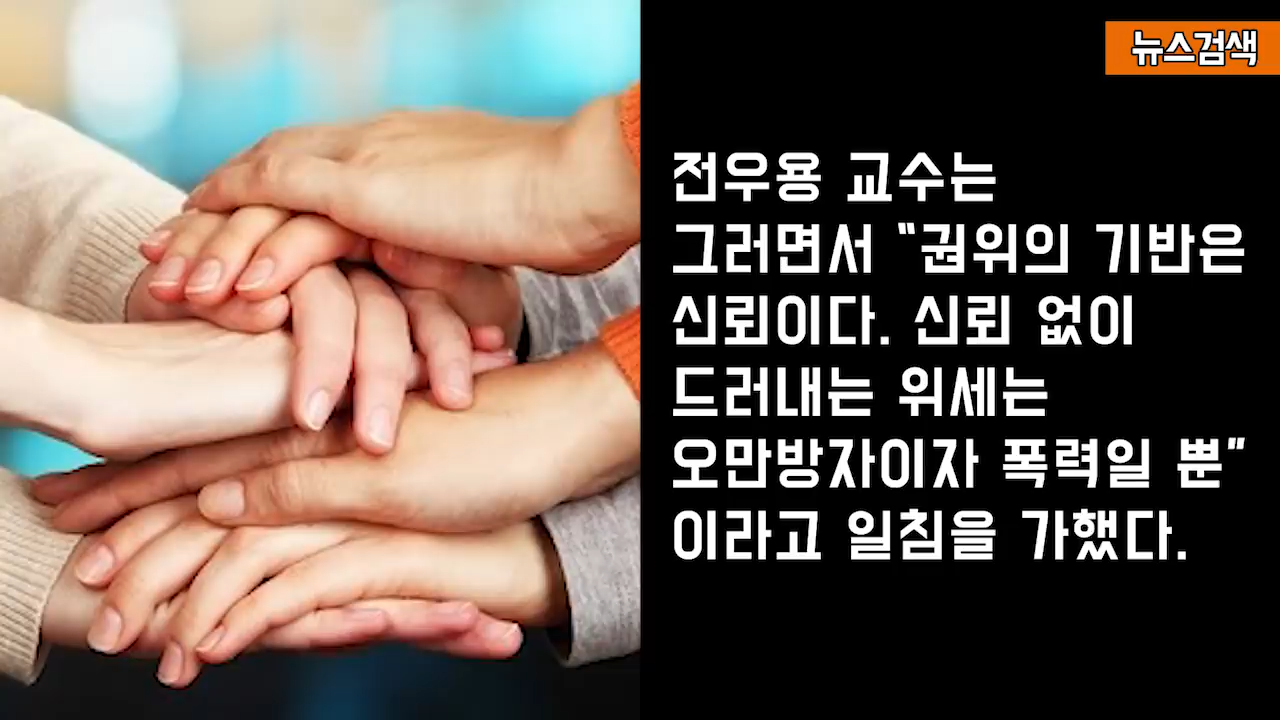 뉴스검색
전우용 교수는
그러면서 "권위의 기반은
신뢰이다. 신뢰 없이
드러내는 위세는
오만방자이자 폭력일 뿐"
이라고 일침을 가했다.